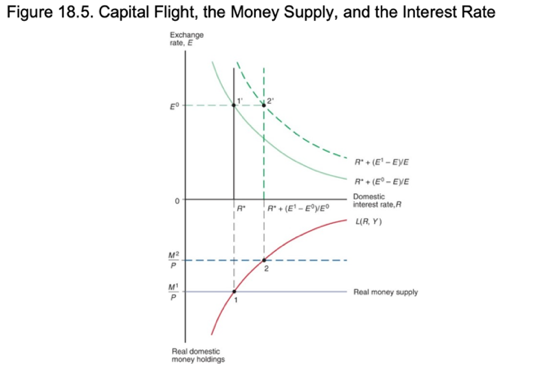 Figure 18.5. Capital Flight, the Money Supply, and the Interest Rate
Exchange
rate, E
E⁰
1'
2'
R* + (E¹ – E)/E
R* + (E⁰ – E)/E
0
R*
R* + (E¹ – E⁰)/E⁰
Domestic
interest rate, R
L(R, Y)
M²
P
2
M¹
P
1
Real money supply
Real domestic
money holdings